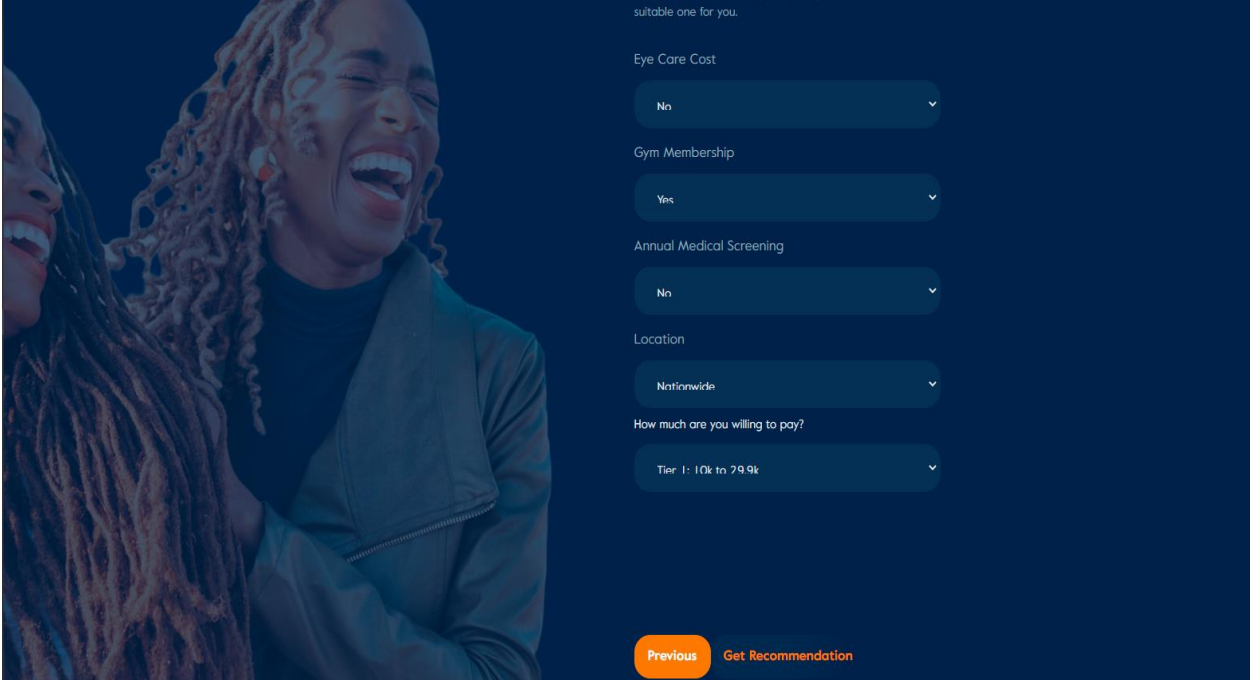 suitable one for you.
Eye Care Cost
No
Gym Membership
Yes
Annual Medical Screening
No
Location
Nationwide
How much are you willing to pay?
Tier 1: 10k to 29.9k
Previous
Get Recommendation